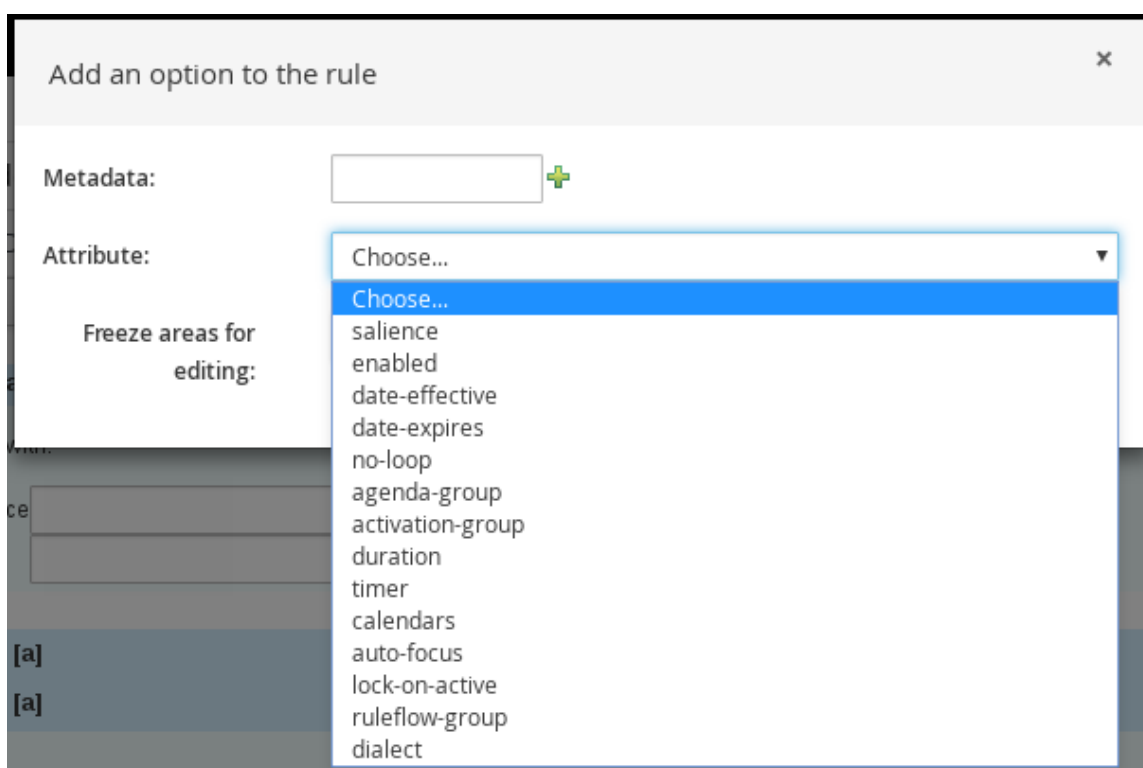 Add an option to the rule
×
Metadata:
Attribute:
Choose...
Choose...
salience
enabled
date-effective
date-expires
no-loop
agenda-group
activation-group
duration
timer
calendars
auto-focus
lock-on-active
ruleflow-group
dialect
Freeze areas for
editing:
ce
[a]
[a]